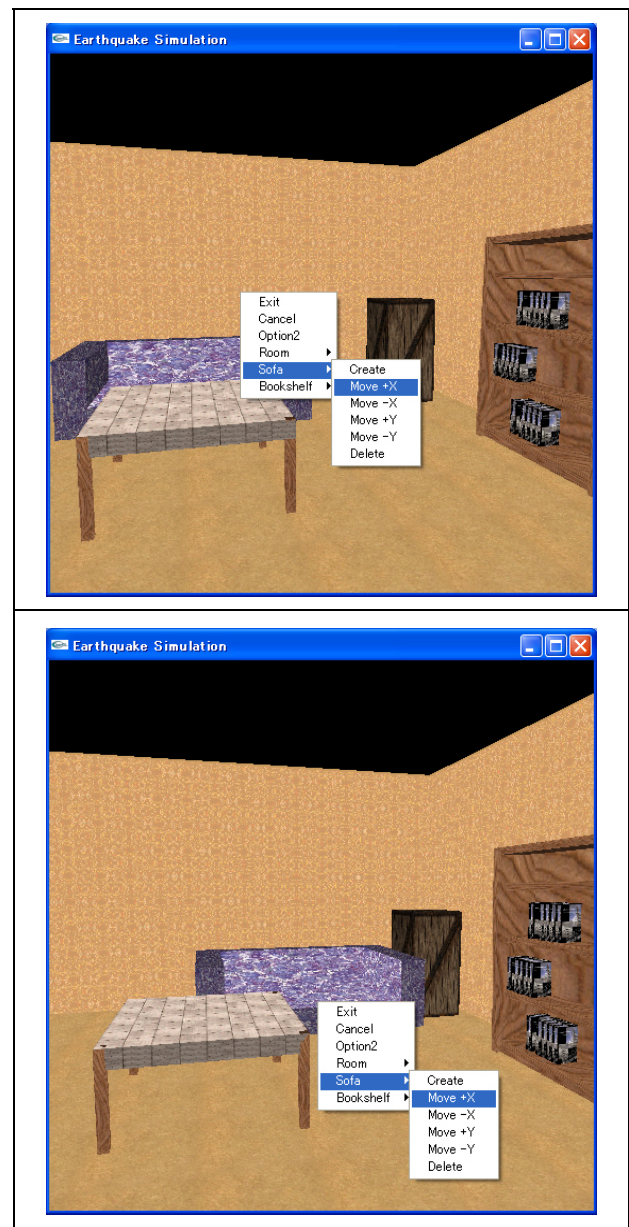 Earthquake Simulation
Exit
Cancel
Option2
Room
Sofa
Bookshelf
Create
Move +X
Move -X
Move +Y
Move -Y
Delete
Earthquake Simulation
Exit
Cancel
Option2
Room
Sofa
Bookshelf
Create
Move +X
Move -X
Move +Y
Move -Y
Delete